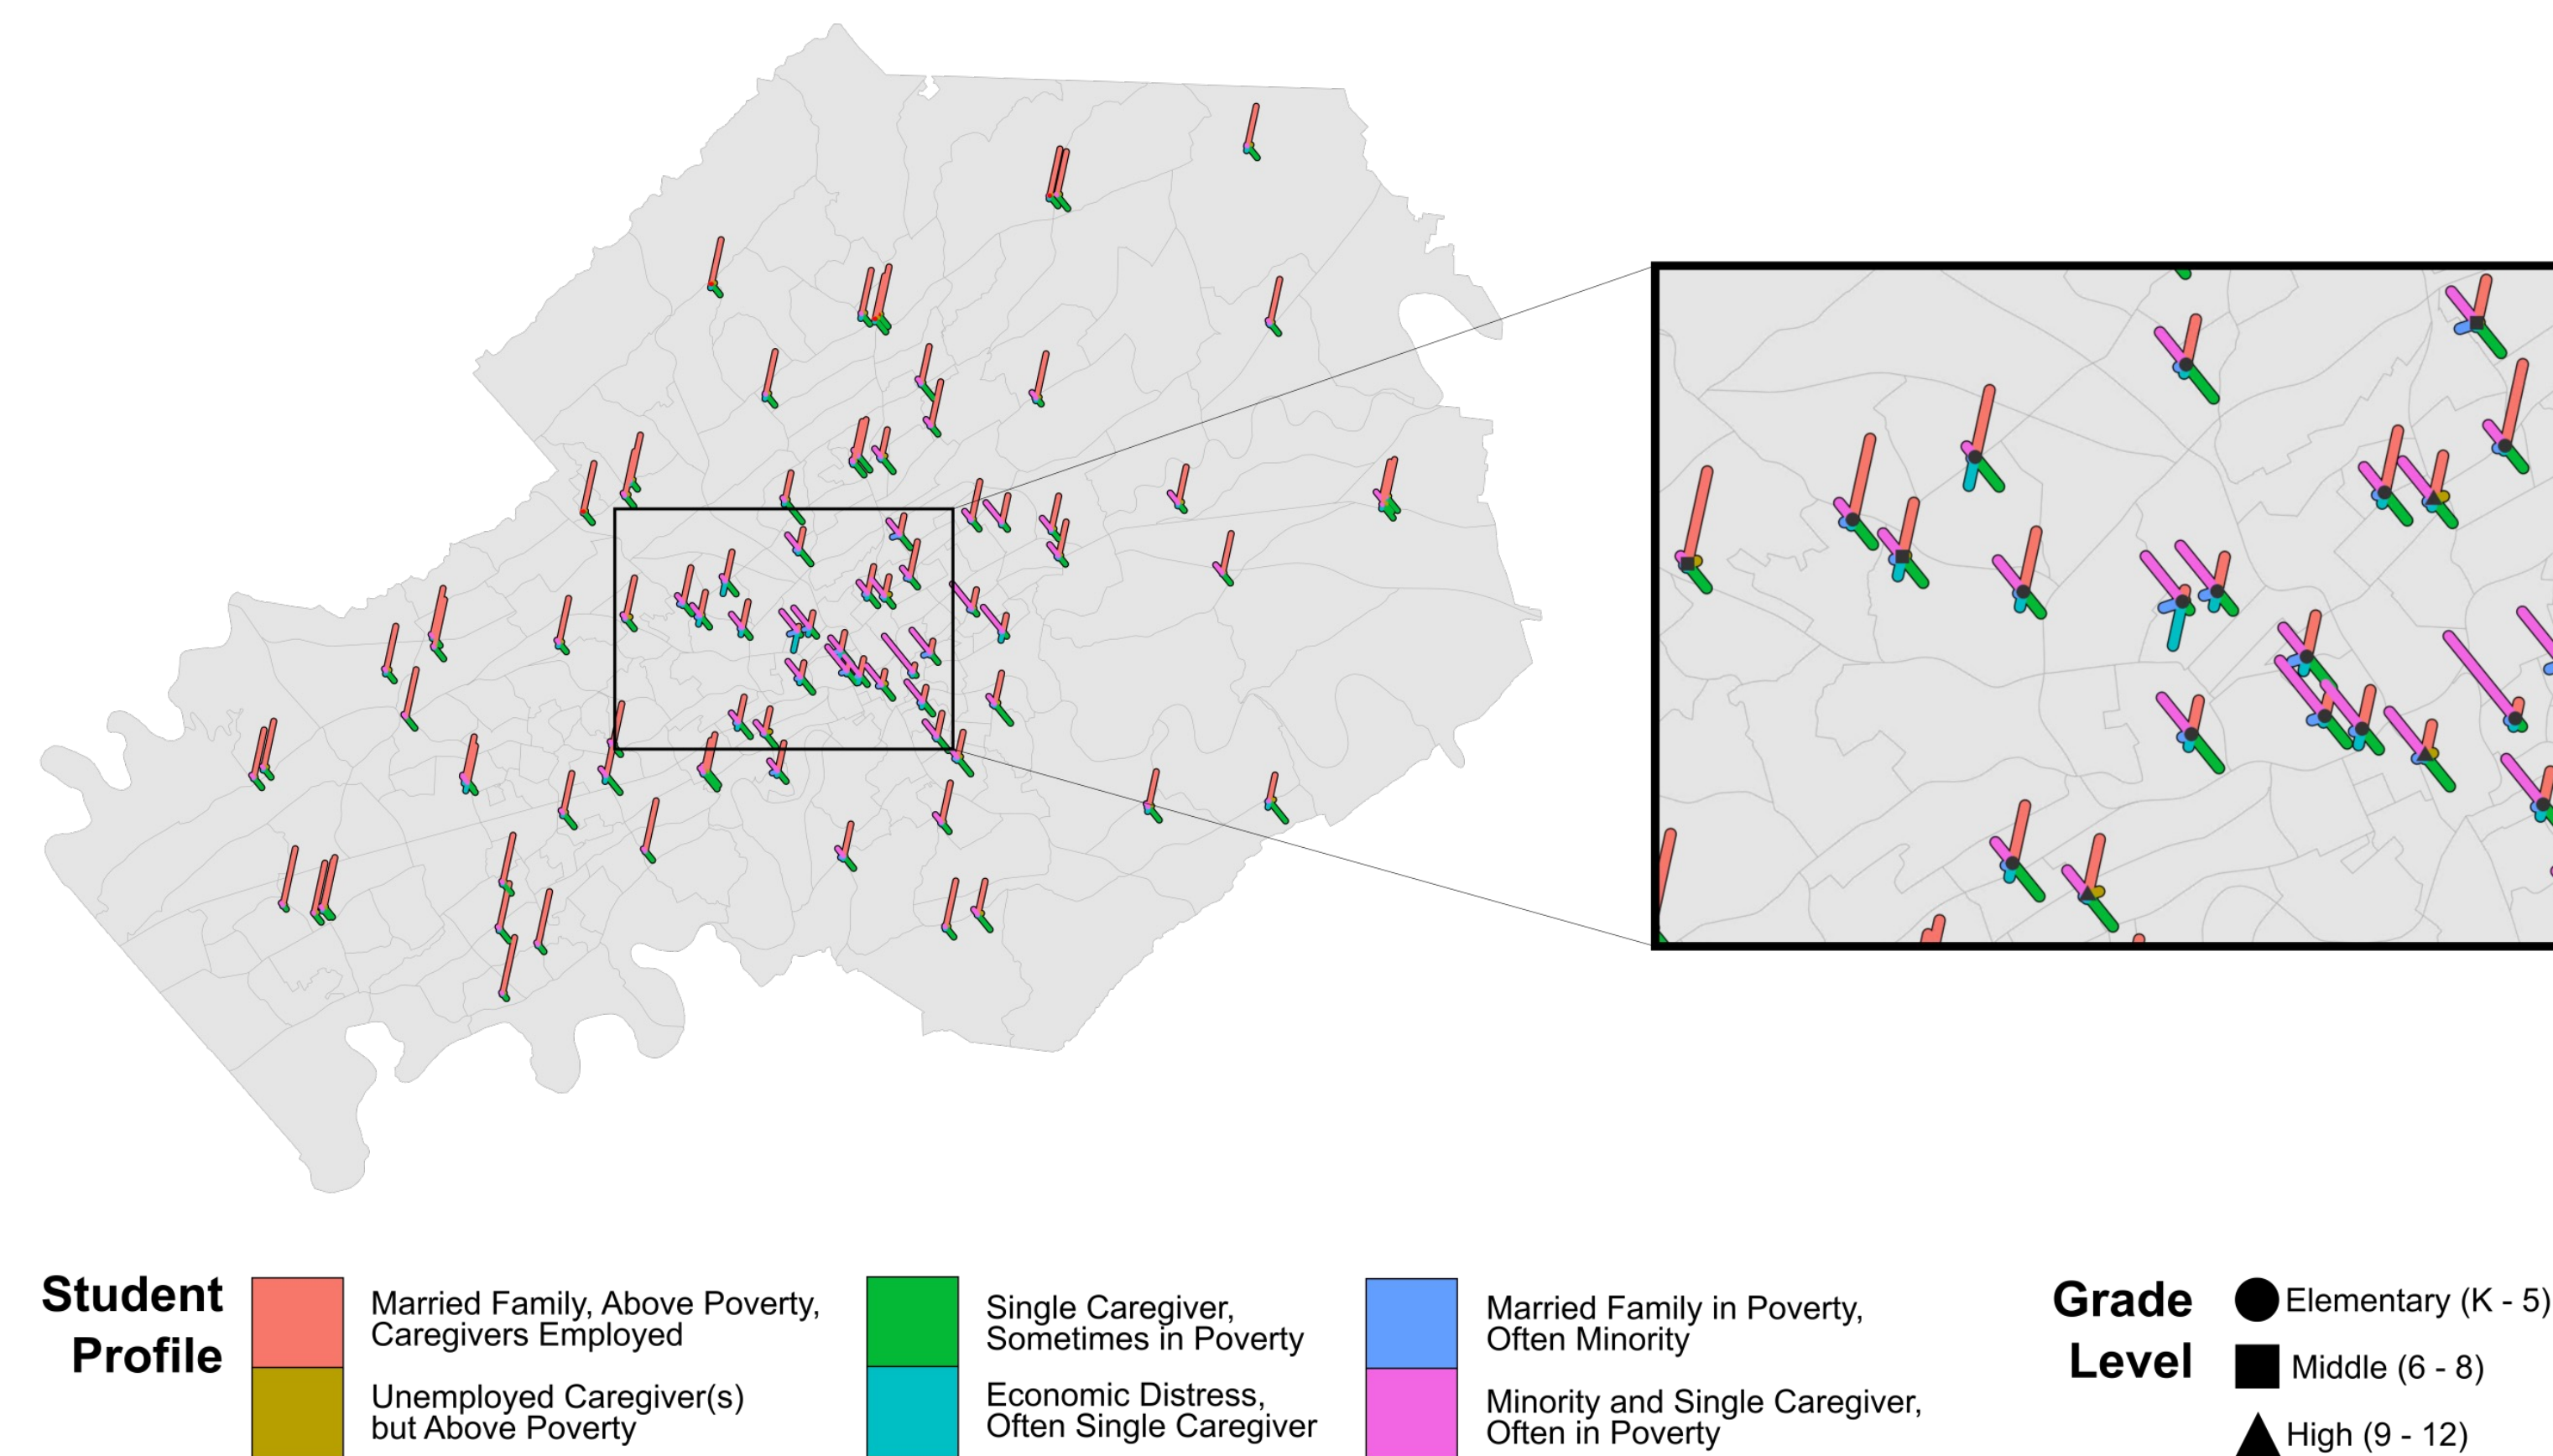 Student
Profile
Married Family, Above Poverty,
Caregivers Employed
Unemployed Caregiver(s)
but Above Poverty
Single Caregiver,
Sometimes in Poverty
Economic Distress,
Often Single Caregiver
Married Family in Poverty,
Often Minority
Minority and Single Caregiver,
Often in Poverty
Grade
Level
Elementary (K - 5)
Middle (6 - 8)
High (9 - 12)